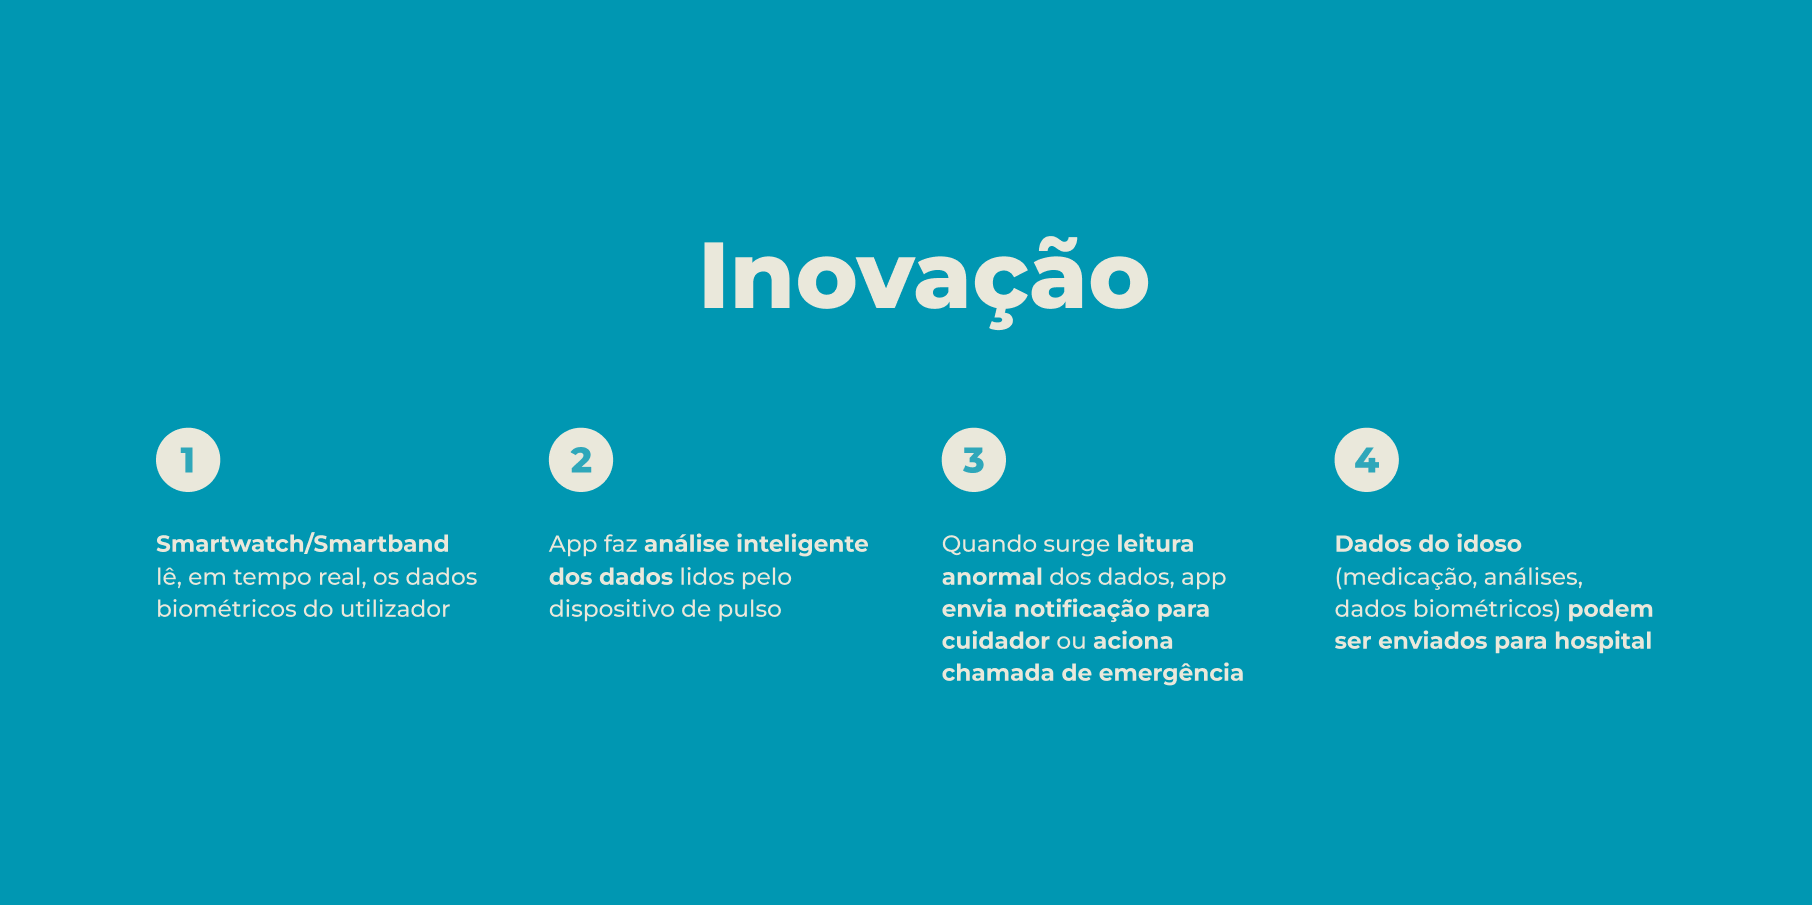 Inovação
1
Smartwatch/Smartband
lê, em tempo real, os dados
biométricos do utilizador
2
App faz análise inteligente
dos dados lidos pelo
dispositivo de pulso
3
Quando surge leitura
anormal dos dados, app
envia notificação para
cuidador ou aciona
chamada de emergência
4
Dados do idoso
(medicação, análises,
dados biométricos) podem
ser enviados para hospital